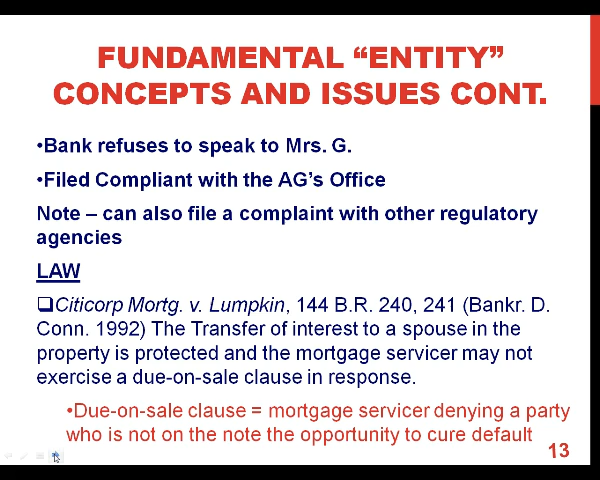 FUNDAMENTAL “ENTITY”
CONCEPTS AND ISSUES CONT.
•Bank refuses to speak to Mrs. G.
•Filed Compliant with the AG’s Office
Note – can also file a complaint with other regulatory
agencies
LAW
❑Citicorp Mortg. v. Lumpkin, 144 B.R. 240, 241 (Bankr. D.
Conn. 1992) The Transfer of interest to a spouse in the
property is protected and the mortgage servicer may not
exercise a due-on-sale clause in response.
•Due-on-sale clause = mortgage servicer denying a party
who is not on the note the opportunity to cure default
13